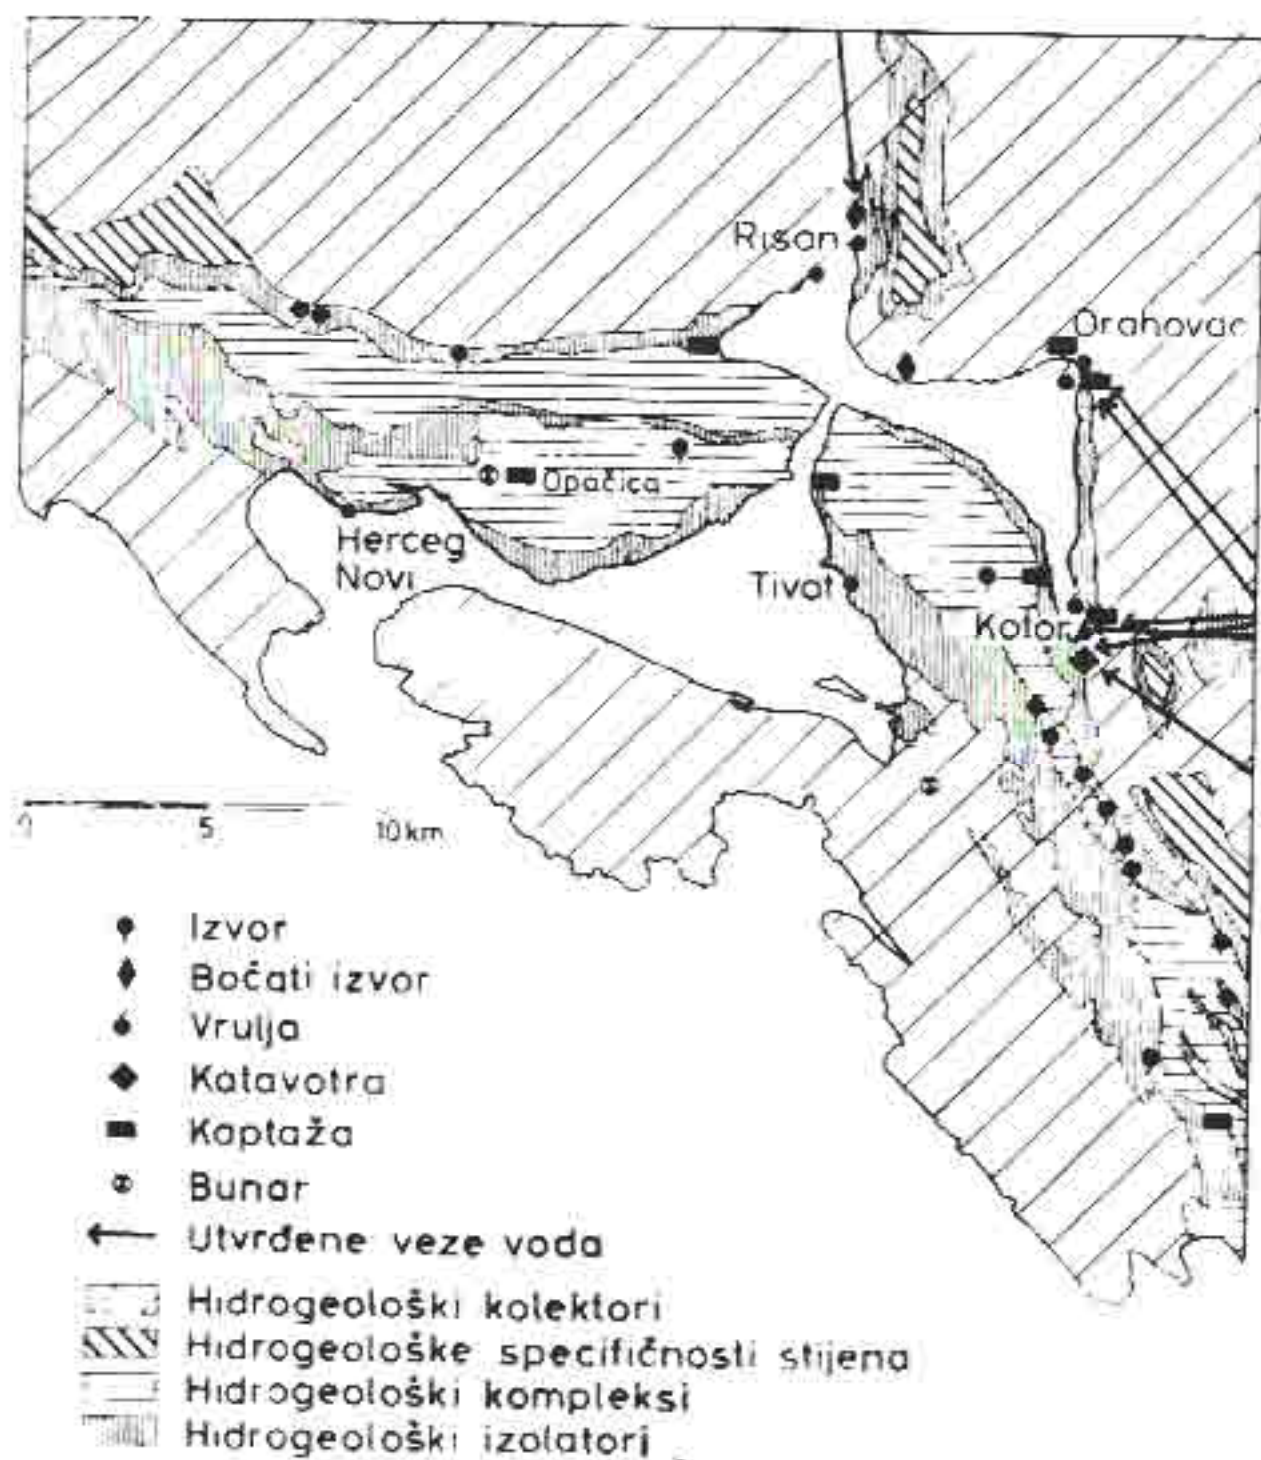 Risan
Orahovac
Opačica
Herceg
Novi
Tivat
Kotor
0 5 10 km
Izvor
Bočati izvor
Vrulja
Katavotra
Kaptaža
Bunar
Utvrđene veze voda
Hidrogeološki kolektori
Hidrogeološke specifičnosti stijena
Hidrogeološki kompleksi
Hidrogeološki izolatori